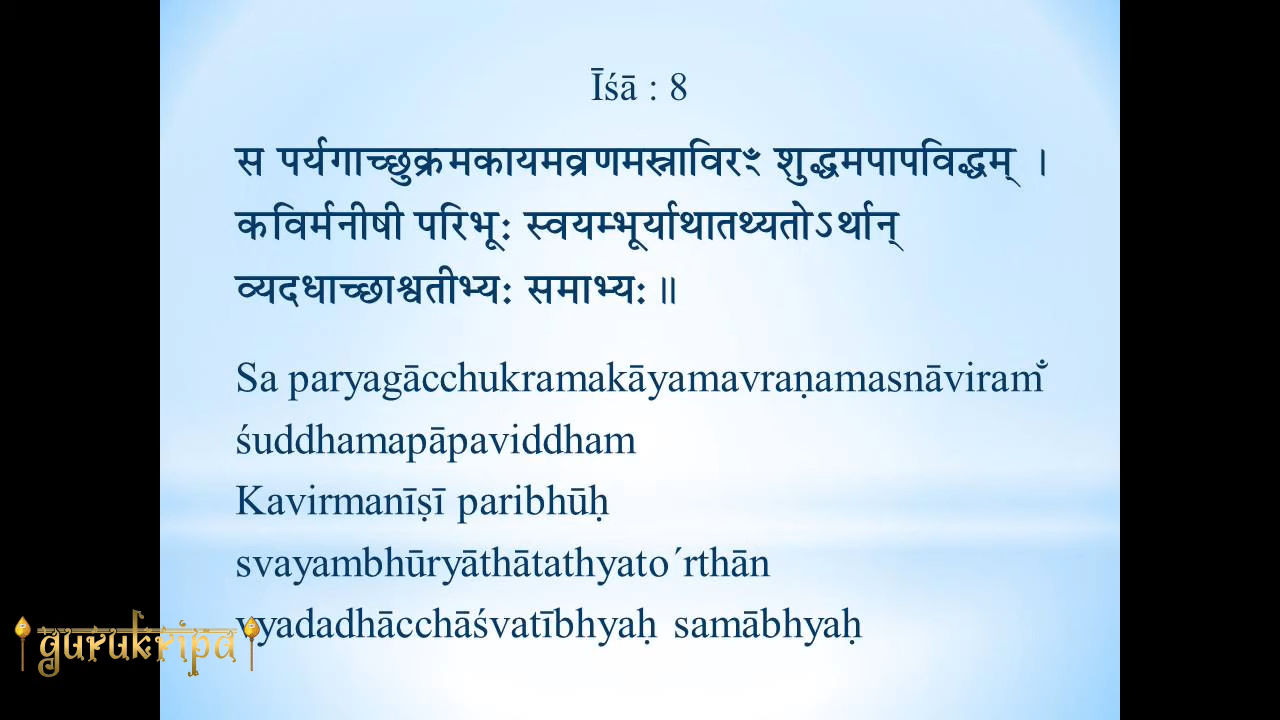 Īśā : 8
स पर्यगाच्छुक्रमकायमव्रणमस्नाविरꣳ शुद्धमपापविद्धम् ।
कविर्मनीषी परिभूः स्वयम्भूर्याथातथ्यतोऽर्थान्
व्यदधाच्छाश्वतीभ्यः समाभ्यः ॥
Sa paryagācchukramakāyamavraṇamasnāviram̐
śuddhamapāpaviddham
Kavirmanīṣī paribhūḥ
svayambhūryāthātathyato´rthān
vyadadhācchāśvatībhyaḥ samābhyaḥ
gurukripa